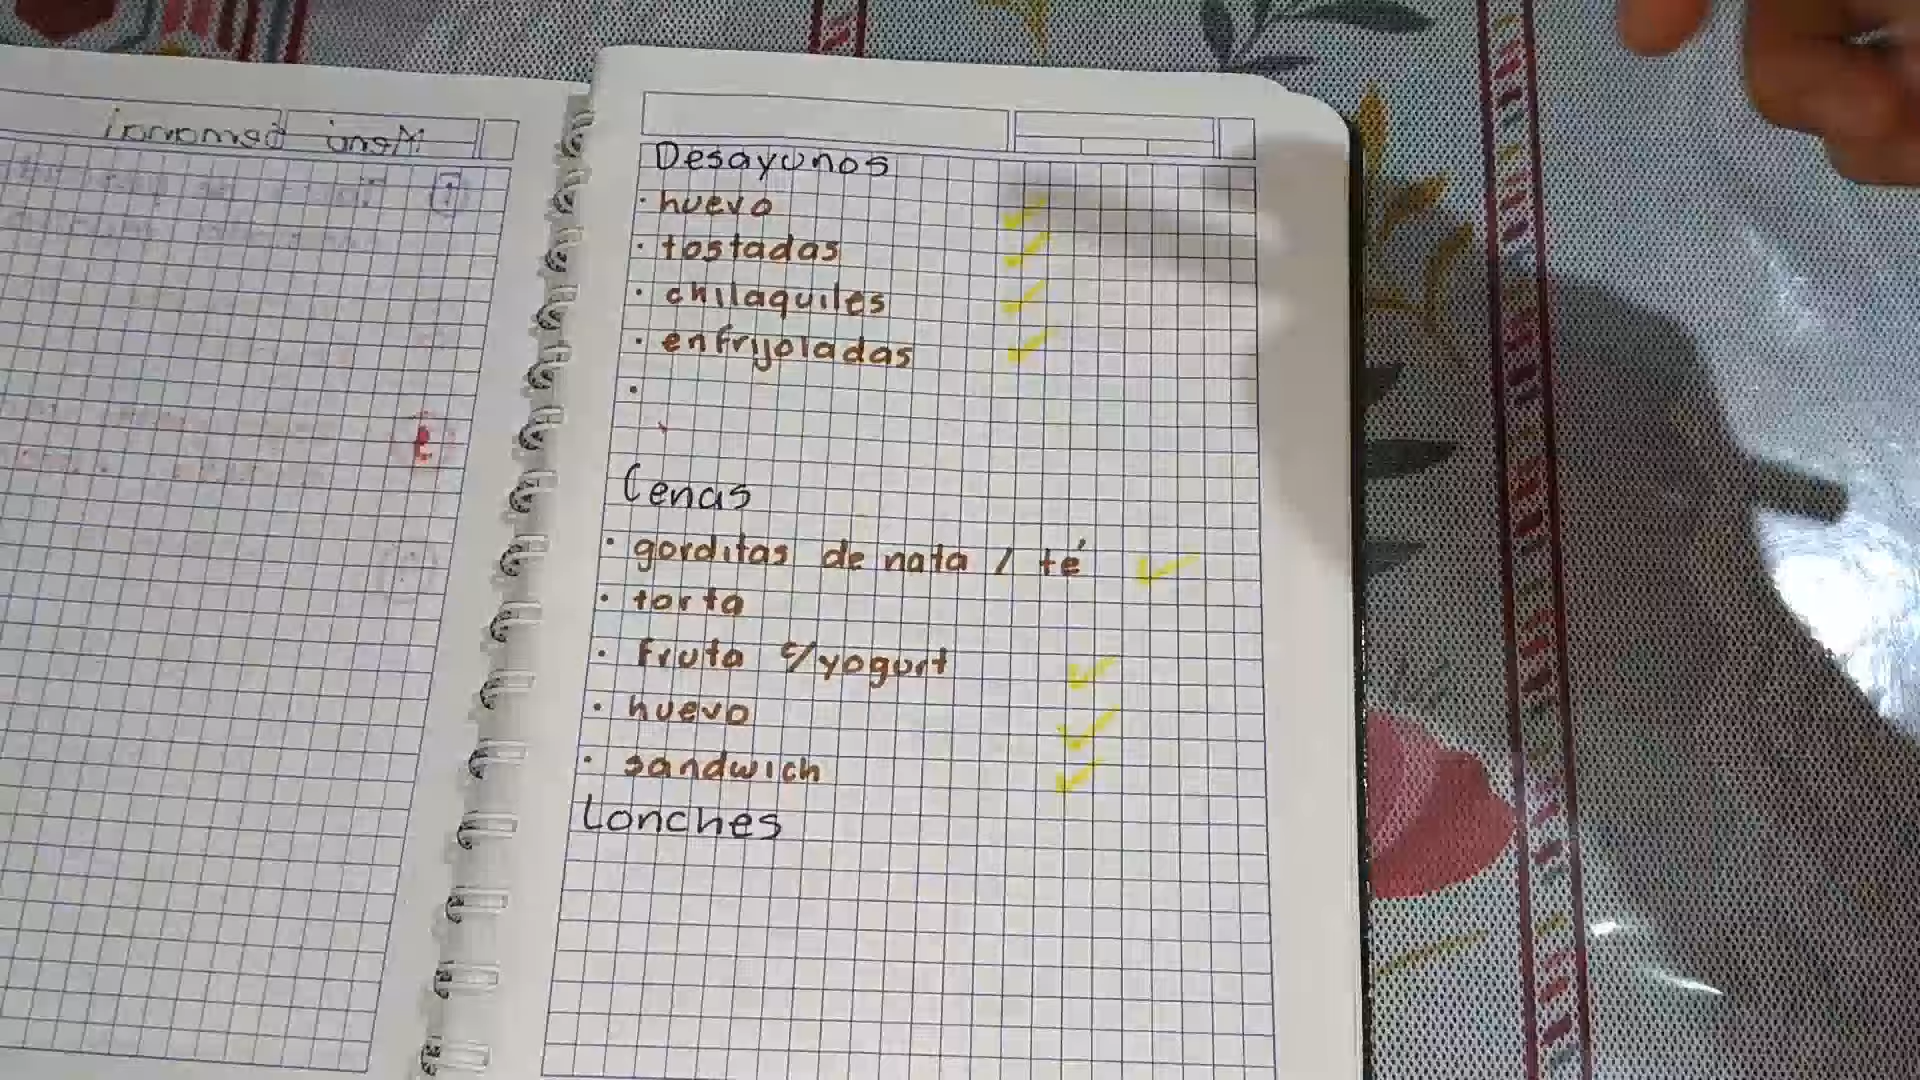 Desayunos
· huevo
· tostadas
· chilaquiles
· enfrijoladas
·
Cenas
· gorditas de nata / té
· torta
· fruta c/yogurt
· huevo
· sandwich
Lonches